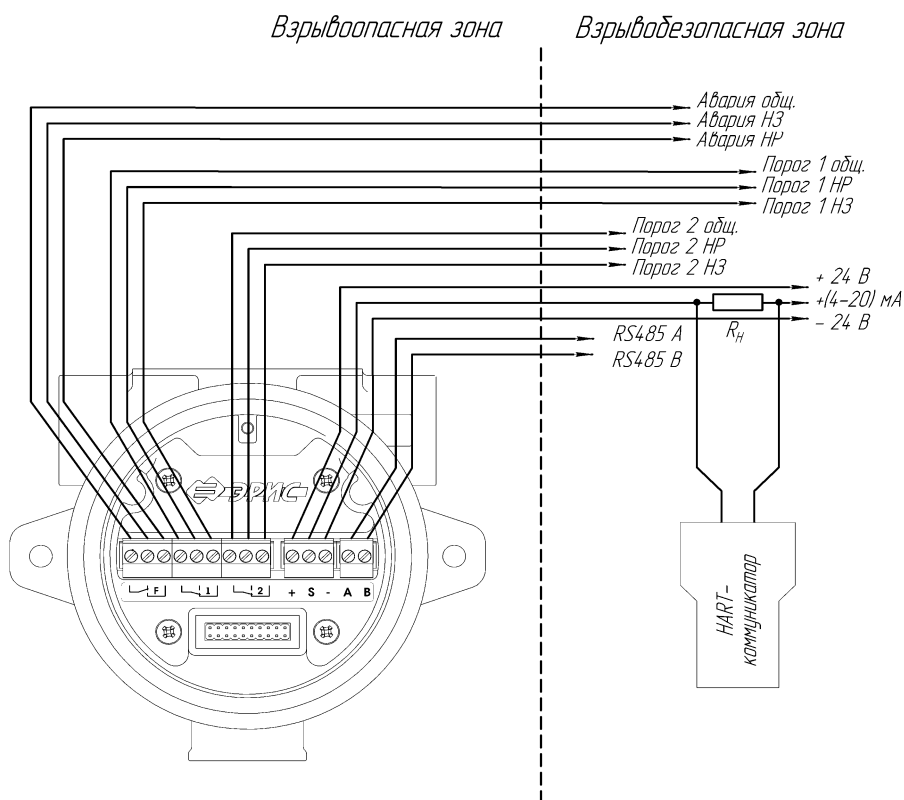 Взрывоопасная зона
Взрывобезопасная зона
Авария общ.
Авария НЗ
Авария НР
Порог 1 общ.
Порог 1 НР
Порог 1 НЗ
Порог 2 общ.
Порог 2 НР
Порог 2 НЗ
+ 24 В
+(4-20) мА
- 24 В
Rн
RS485 A
RS485 B
ЭРИС
F 1 2 + S - A B
HART-
коммуникатор